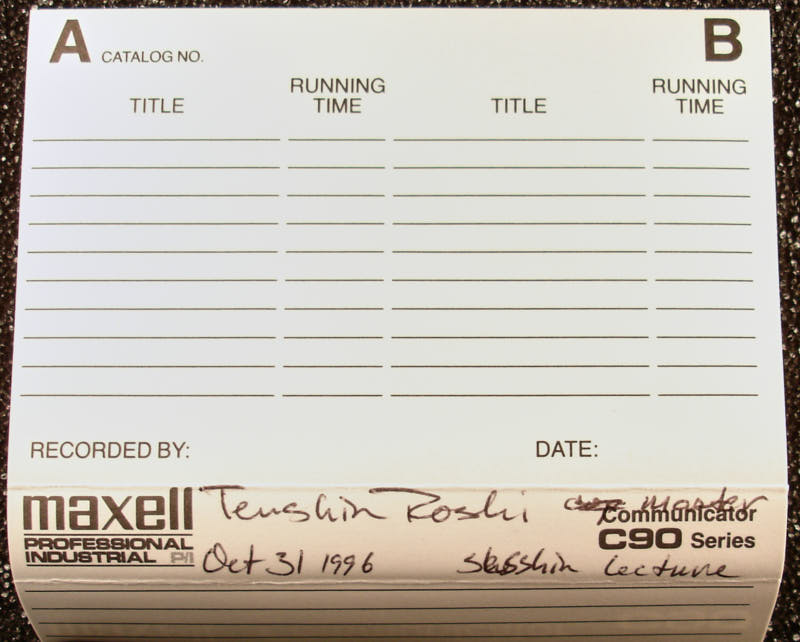 A CATALOG NO. B
TITLE RUNNING TIME TITLE RUNNING TIME
RECORDED BY: DATE:
maxell Tenshin Roshi master
PROFESSIONAL INDUSTRIAL P/I Communicator
Oct 31 1996 sesshin lecture C90 Series